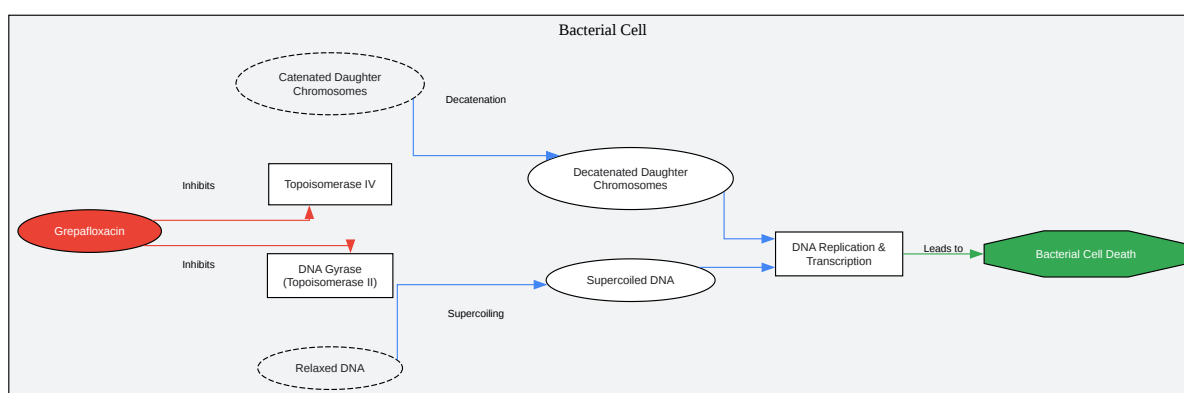 Bacterial Cell
Catenated Daughter
Chromosomes
Decatenation
Decatenated Daughter
Chromosomes
Inhibits
Topoisomerase IV
Grepafloxacin
Inhibits
DNA Gyrase
(Topoisomerase II)
Supercoiled DNA
Supercoiling
Relaxed DNA
DNA Replication &
Transcription
Leads to
Bacterial Cell Death